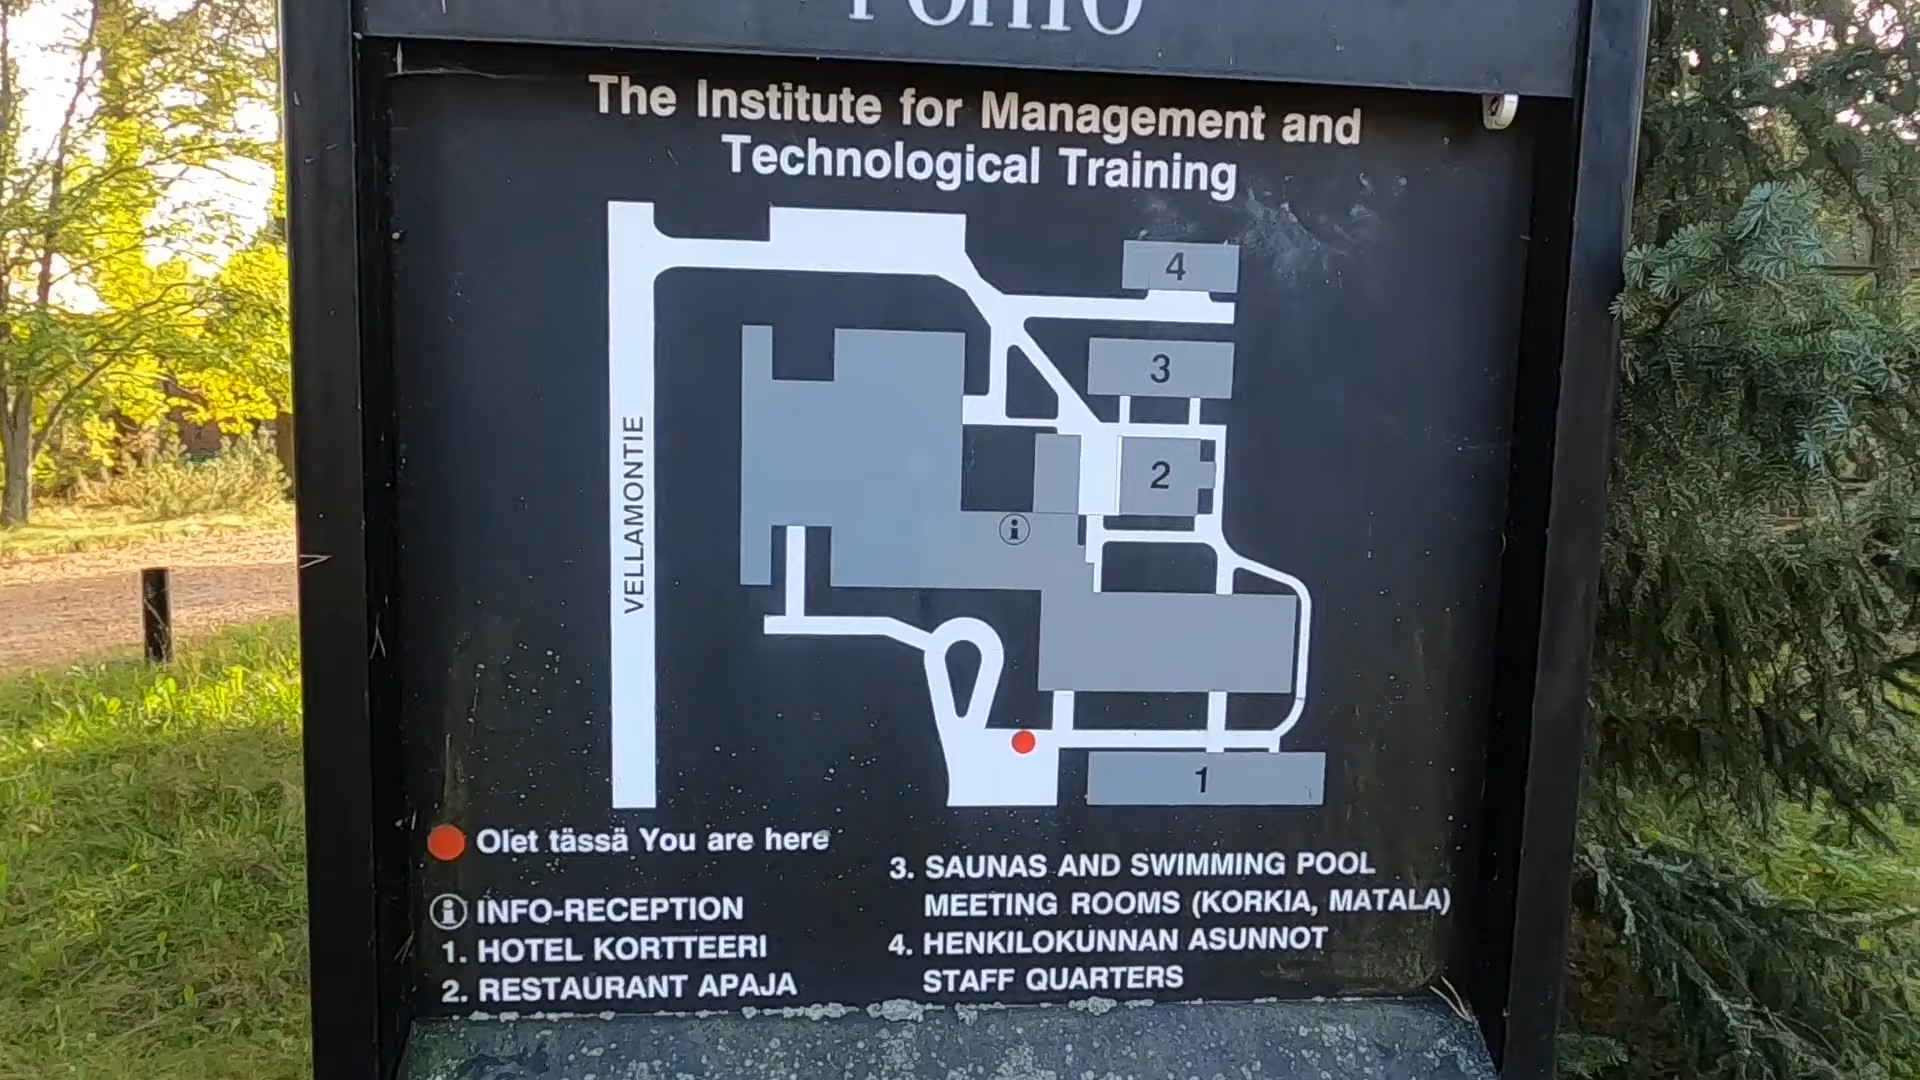 The Institute for Management and
Technological Training
4
3
2
VELLAMONTIE
1
Olet tässä You are here
INFO-RECEPTION
1. HOTEL KORTTEERI
2. RESTAURANT APAJA
3. SAUNAS AND SWIMMING POOL
MEETING ROOMS (KORKIA, MATALA)
4. HENKILOKUNNAN ASUNNOT
STAFF QUARTERS